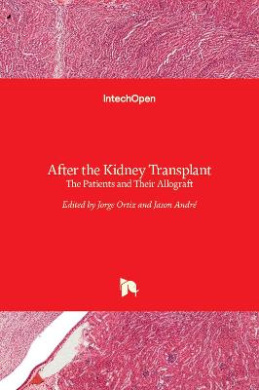 IntechOpen
After the Kidney Transplant
The Patients and Their Allograft
Edited by Jorge Ortiz and Jason André